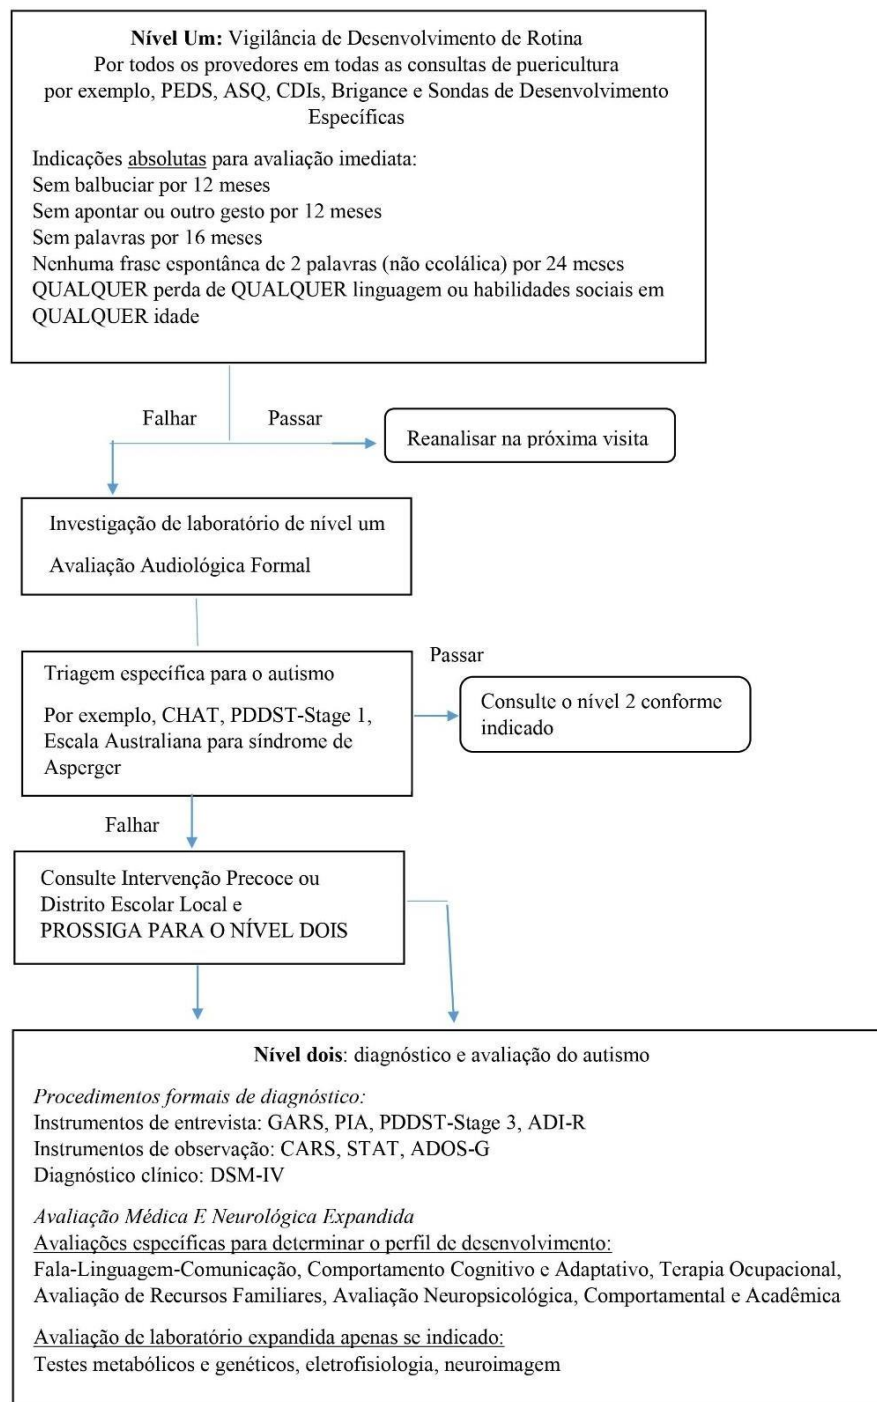 Nível Um: Vigilância de Desenvolvimento de Rotina
Por todos os provedores em todas as consultas de puericultura
por exemplo, PEDS, ASQ, CDIs, Brigance e Sondas de Desenvolvimento
Específicas
Indicações absolutas para avaliação imediata:
Sem balbuciar por 12 meses
Sem apontar ou outro gesto por 12 meses
Sem palavras por 16 meses
Nenhuma frase espontânea de 2 palavras (não ecolálica) por 24 meses
QUALQUER perda de QUALQUER linguagem ou habilidades sociais em
QUALQUER idade
Falhar
Passar
Reanalisar na próxima visita
Investigação de laboratório de nível um
Avaliação Audiológica Formal
Triagem específica para o autismo
Por exemplo, CHAT, PDDST-Stage 1,
Escala Australiana para síndrome de
Asperger
Passar
Consulte o nível 2 conforme
indicado
Falhar
Consulte Intervenção Precoce ou
Distrito Escolar Local e
PROSSIGA PARA O NÍVEL DOIS
Nível dois: diagnóstico e avaliação do autismo
Procedimentos formais de diagnóstico:
Instrumentos de entrevista: GARS, PIA, PDDST-Stage 3, ADI-R
Instrumentos de observação: CARS, STAT, ADOS-G
Diagnóstico clínico: DSM-IV
Avaliação Médica E Neurológica Expandida
Avaliações específicas para determinar o perfil de desenvolvimento:
Fala-Linguagem-Comunicação, Comportamento Cognitivo e Adaptativo, Terapia Ocupacional,
Avaliação de Recursos Familiares, Avaliação Neuropsicológica, Comportamental e Acadêmica
Avaliação de laboratório expandida apenas se indicado:
Testes metabólicos e genéticos, eletrofisiologia, neuroimagem